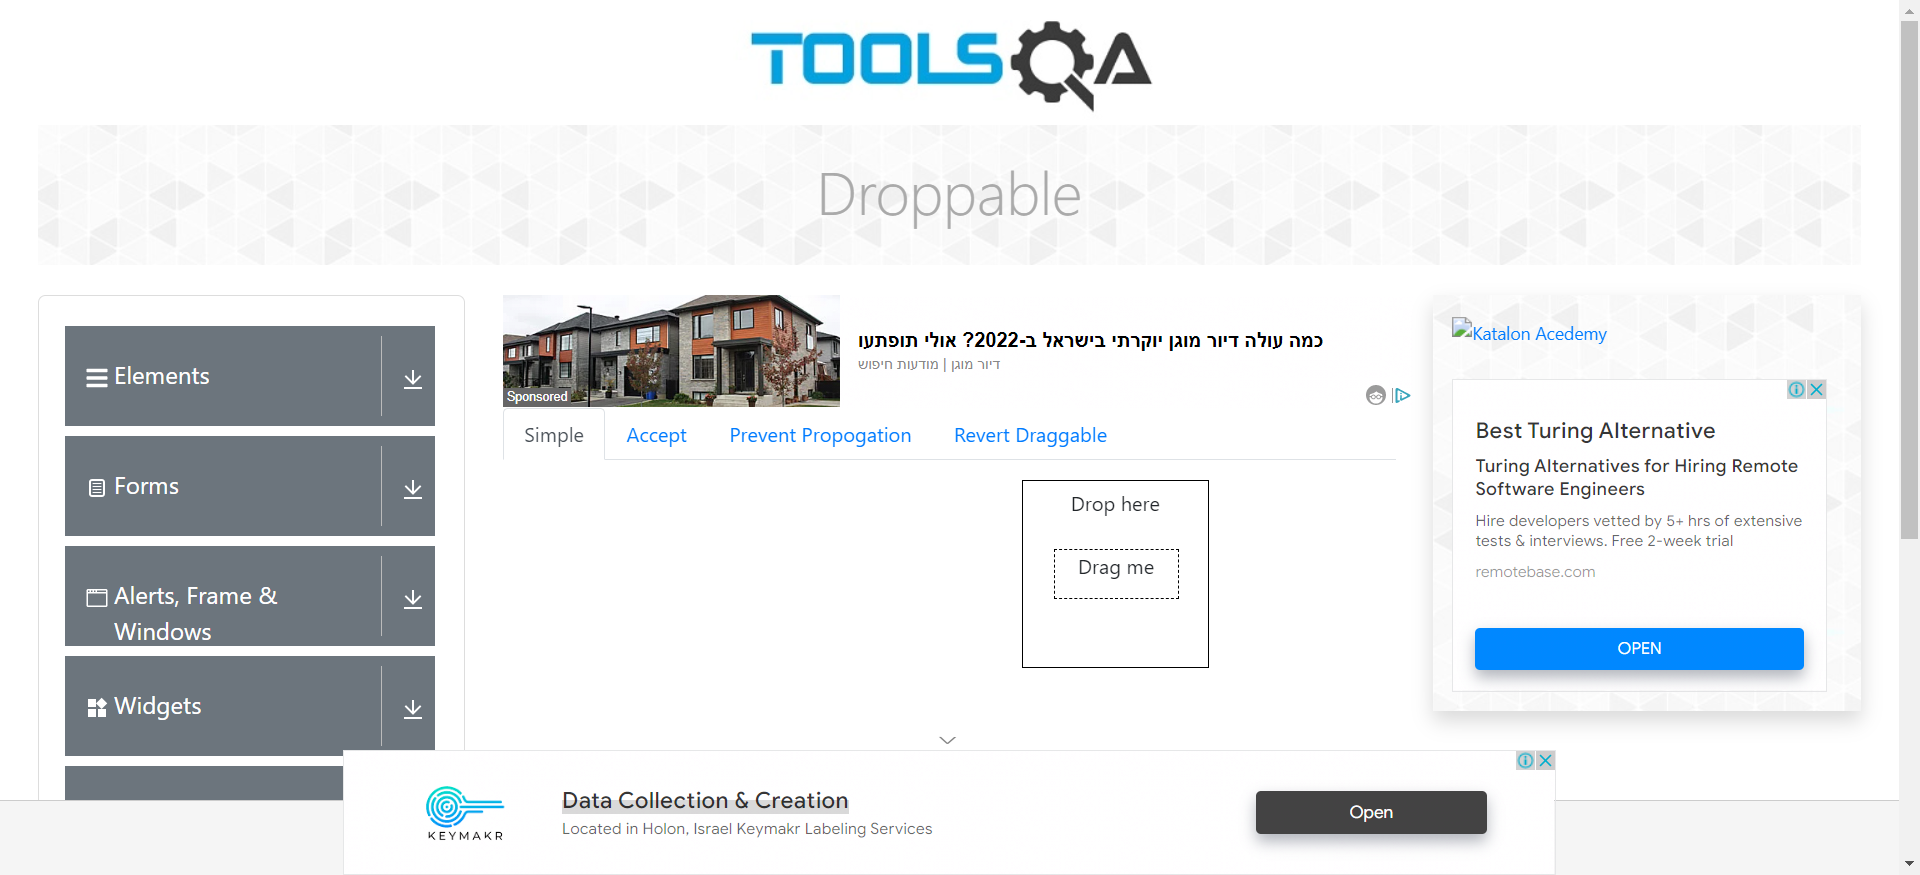 TOOLSQA
Droppable
Elements
Forms
Alerts, Frame &
Windows
Widgets
כמה עולה דיור מוגן יוקרתי בישראל ב-2022? אולי תופתעו
דיור מוגן | מודעות חיפוש
Sponsored
Simple
Accept
Prevent Propogation
Revert Draggable
Drop here
Drag me
Katalon Acedemy
Best Turing Alternative
Turing Alternatives for Hiring Remote
Software Engineers
Hire developers vetted by 5+ hrs of extensive
tests & interviews. Free 2-week trial
remotebase.com
OPEN
KEYMAKR
Data Collection & Creation
Located in Holon, Israel Keymakr Labeling Services
Open